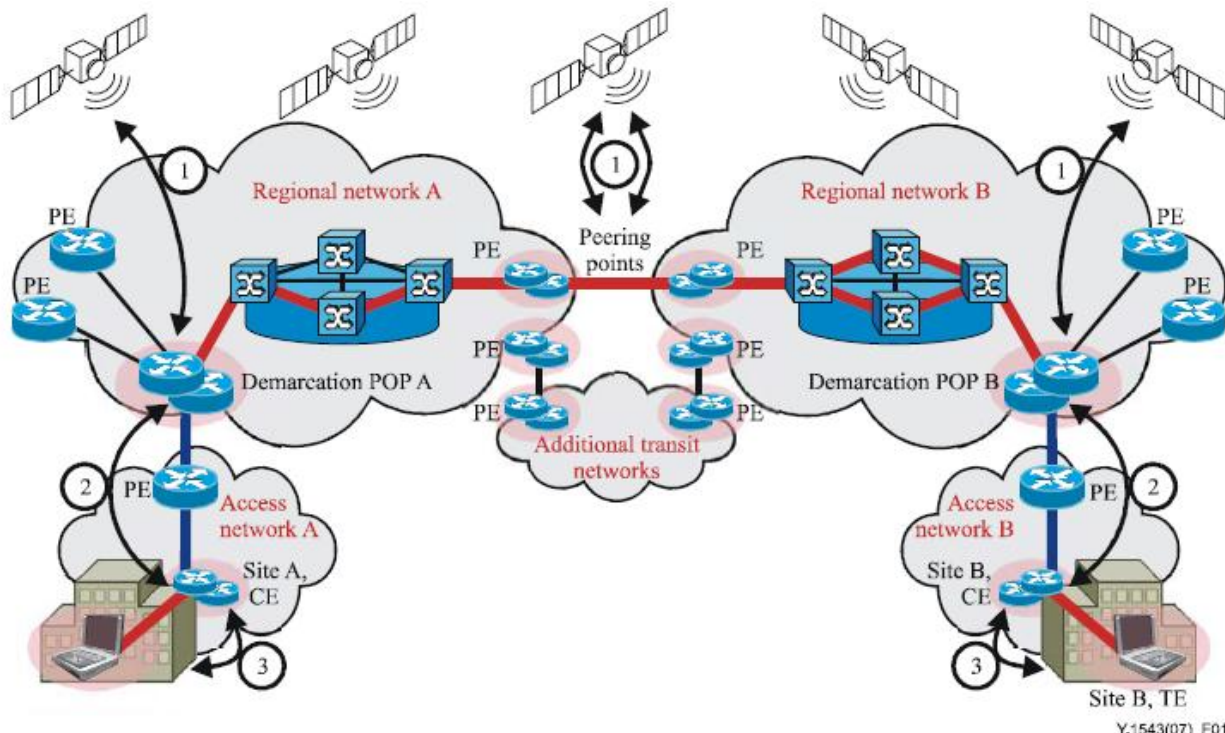 1
1
1
Regional network A
Regional network B
PE
PE
PE
Peering
points
PE
PE
PE
PE
PE
Demarcation POP A
Demarcation POP B
PE
PE
Additional transit
networks
2
PE
Access
network A
Access
network B
PE
2
Site A,
CE
Site B,
CE
3
3
Site B, TE
Y.1543(07)_F01